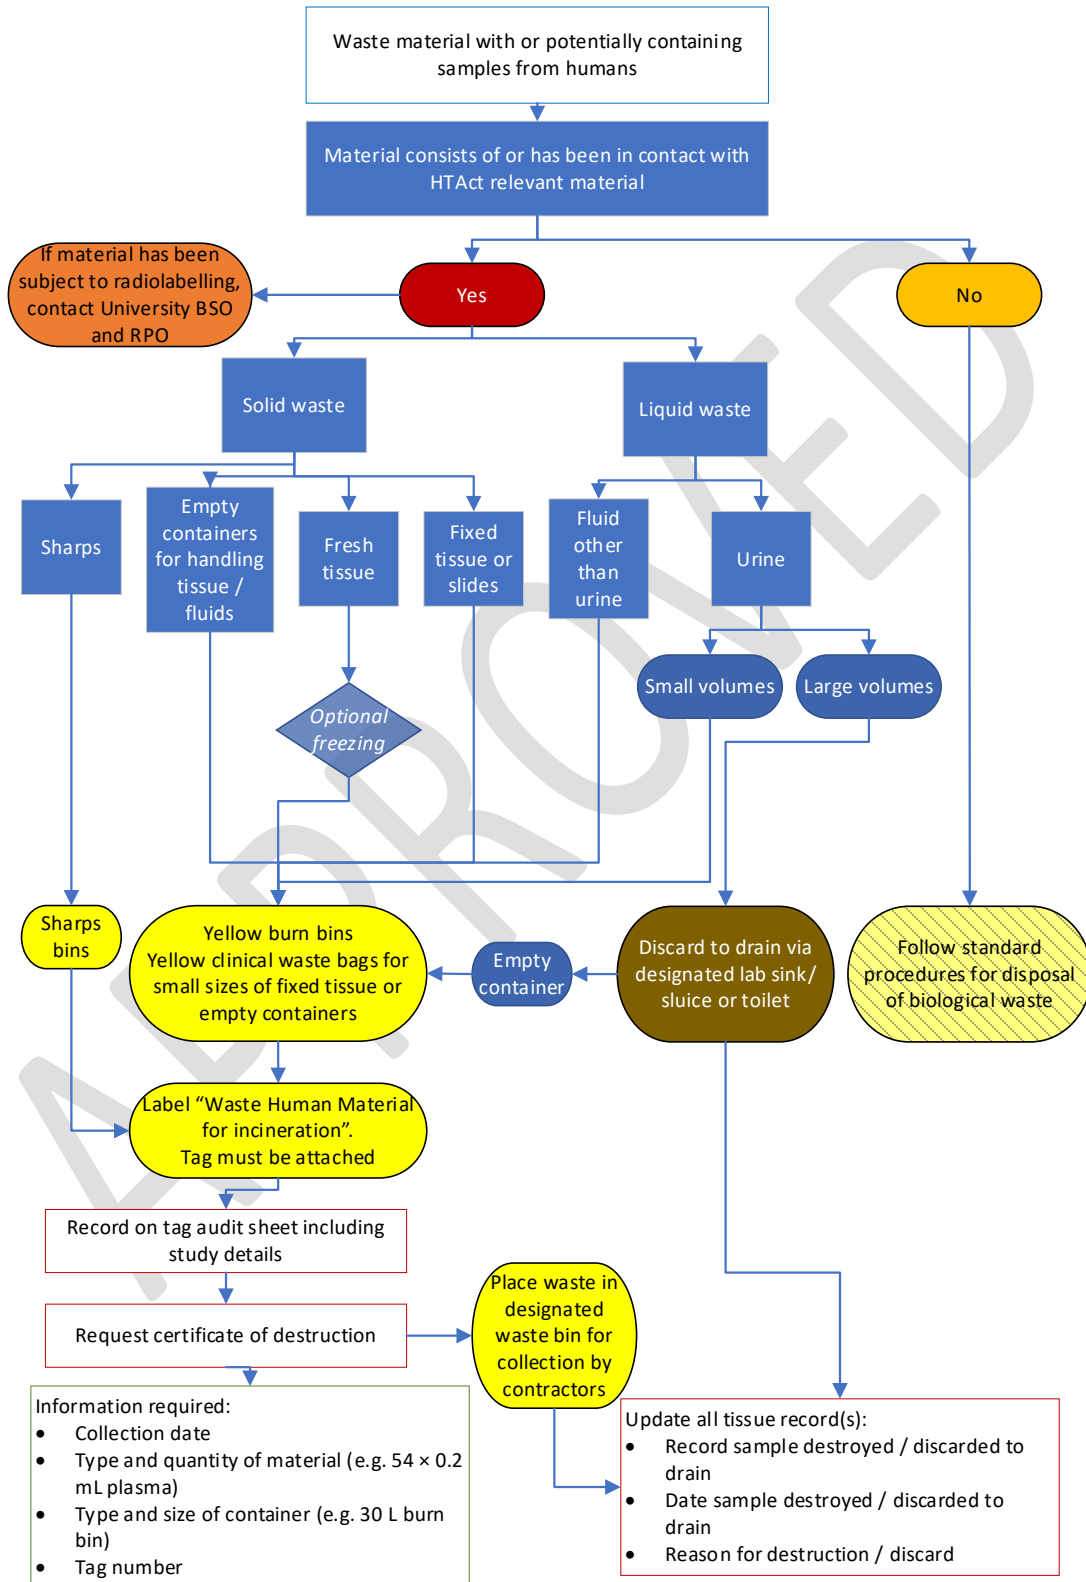 Waste material with or potentially containing
samples from humans
Material consists of or has been in contact with
HTAct relevant material
If material has been
subject to radiolabelling,
contact University BSO
and RPO
Yes
No
Solid waste
Liquid waste
Sharps
Empty
containers
for handling
tissue /
fluids
Fresh
tissue
Fixed
tissue or
slides
Fluid
other
than
urine
Urine
Small volumes
Large volumes
Optional
freezing
Sharps
bins
Yellow burn bins
Yellow clinical waste bags for
small sizes of fixed tissue or
empty containers
Empty
container
Discard to drain via
designated lab sink/
sluice or toilet
Follow standard
procedures for disposal
of biological waste
Label “Waste Human Material
for incineration”.
Tag must be attached
Record on tag audit sheet including
study details
Request certificate of destruction
Place waste in
designated
waste bin for
collection by
contractors
Information required:
• Collection date
• Type and quantity of material (e.g. 54 × 0.2
mL plasma)
• Type and size of container (e.g. 30 L burn
bin)
• Tag number
Update all tissue record(s):
• Record sample destroyed / discarded to
drain
• Date sample destroyed / discarded to
drain
• Reason for destruction / discard
APPROVED